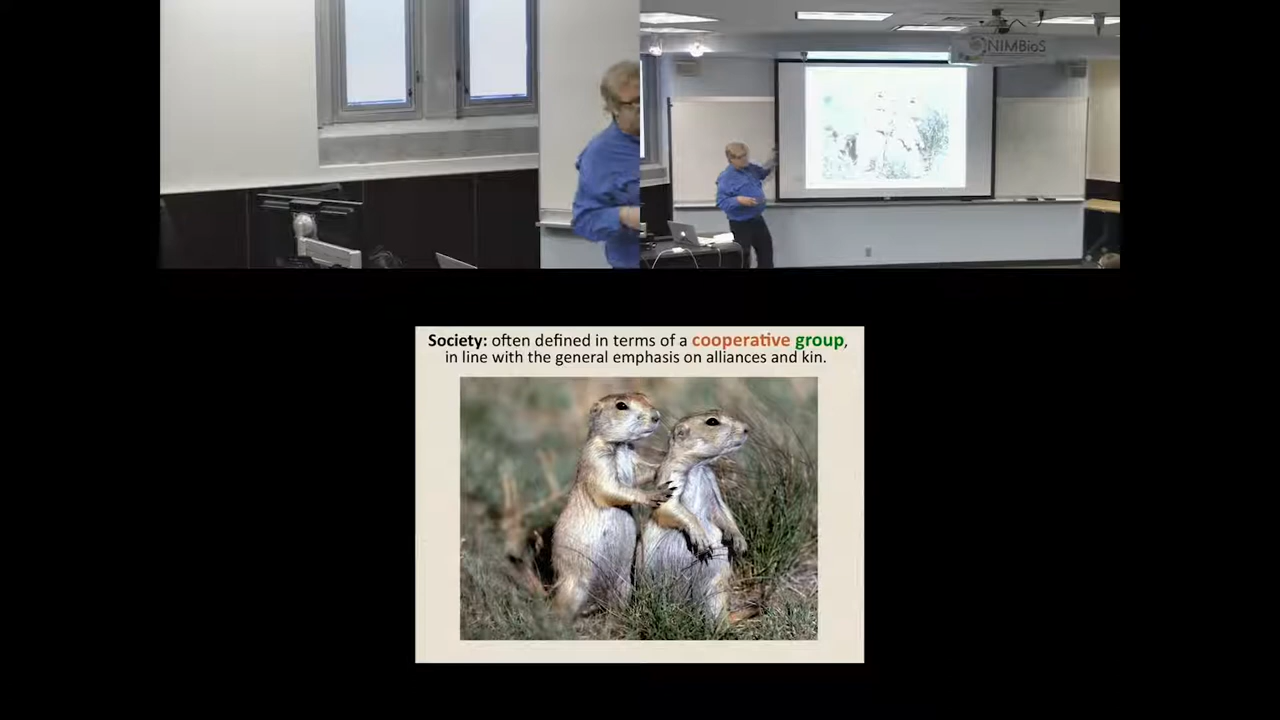 NIMBioS
Society: often defined in terms of a cooperative group,
in line with the general emphasis on alliances and kin.